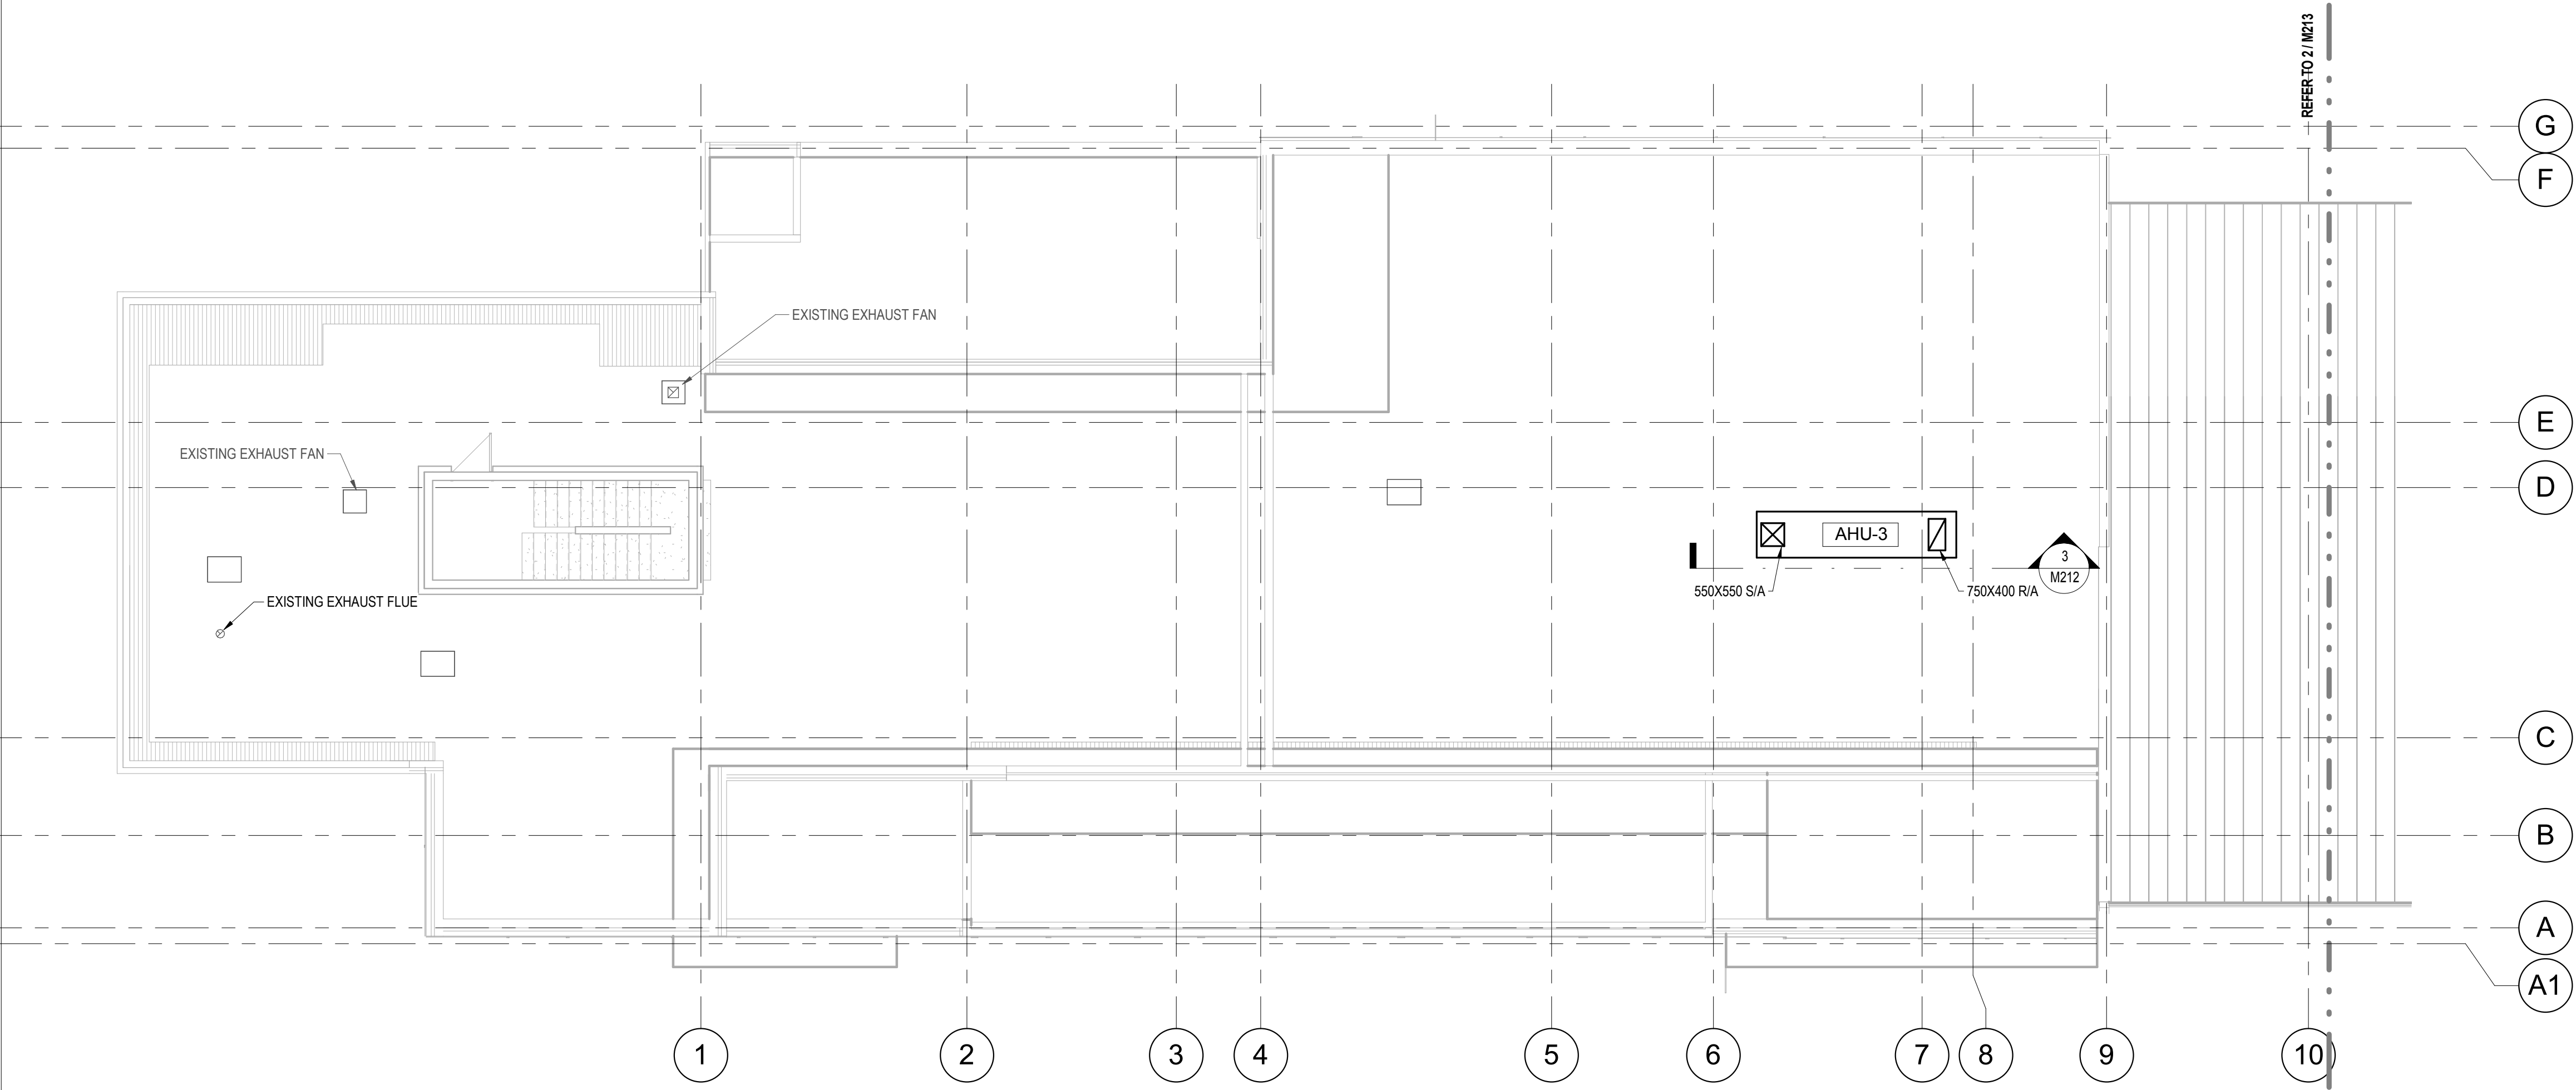 REFER TO 2 / M213
G
F
EXISTING EXHAUST FAN
E
EXISTING EXHAUST FAN
D
AHU-3
3
M212
550X550 S/A
750X400 R/A
EXISTING EXHAUST FLUE
C
B
A
A1
1
2
3
4
5
6
7
8
9
10